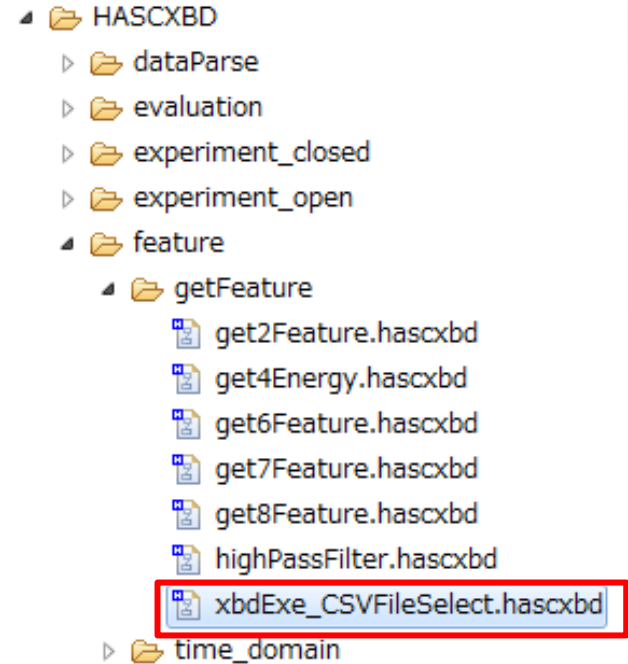 HASCXBD
dataParse
evaluation
experiment_closed
experiment_open
feature
getFeature
get2Feature.hascxbd
get4Energy.hascxbd
get6Feature.hascxbd
get7Feature.hascxbd
get8Feature.hascxbd
highPassFilter.hascxbd
xbdExe_CSVFileSelect.hascxbd
time_domain